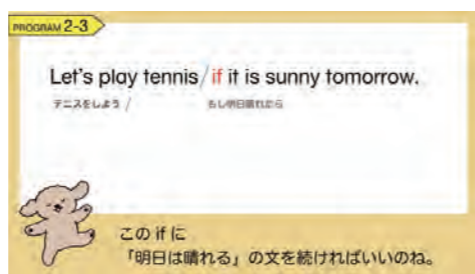 PROGRAM 2-3
Let's play tennis/if it is sunny tomorrow.
テニスをしよう / もし明日晴れたら
この if に
「明日は晴れる」の文を続ければいいのね。